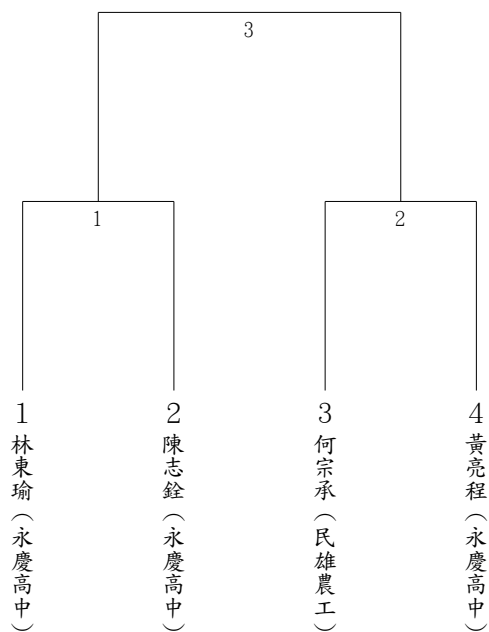 3
1
2
1 林東瑜（永慶高中）
2 陳志銓（永慶高中）
3 何宗承（民雄農工）
4 黃亮程（永慶高中）